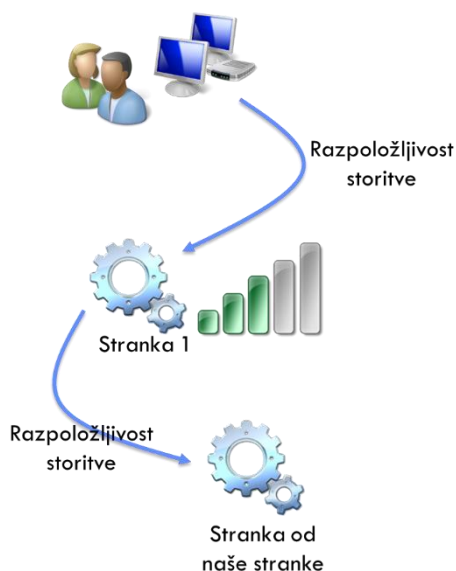 Razpoložljivost
storitve
Stranka 1
Razpoložljivost
storitve
Stranka od
naše stranke